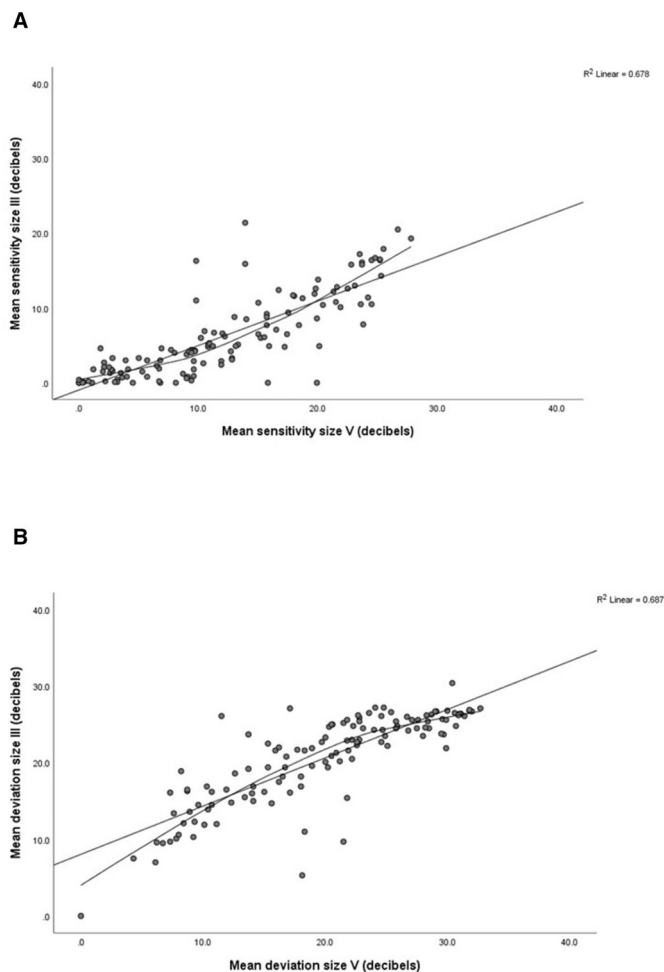 A
R² Linear = 0.678
40.0
30.0
20.0
10.0
.0
Mean sensitivity size III (decibels)
.0 10.0 20.0 30.0 40.0
Mean sensitivity size V (decibels)
B
R² Linear = 0.687
40.0
30.0
20.0
10.0
.0
Mean deviation size III (decibels)
.0 10.0 20.0 30.0 40.0
Mean deviation size V (decibels)